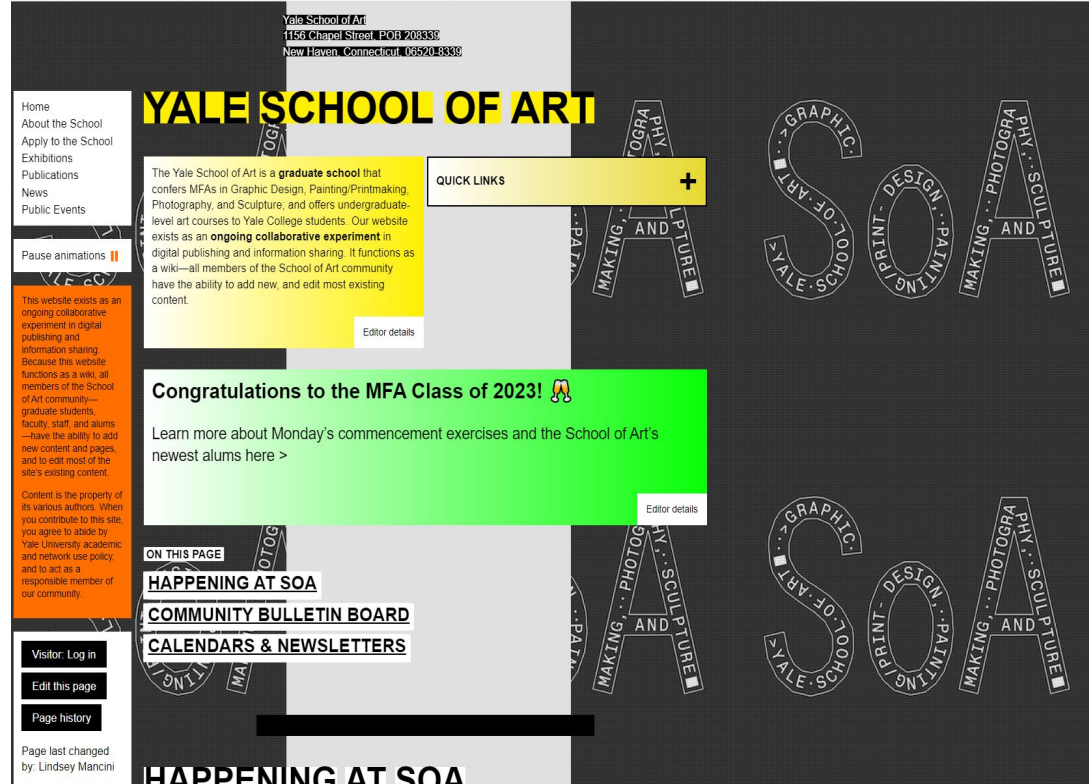 Yale School of Art
1156 Chapel Street, POB 208339
New Haven, Connecticut, 06520-8339
Home
About the School
Apply to the School
Exhibitions
Publications
News
Public Events
Pause animations
This website exists as an
ongoing collaborative
experiment in digital
publishing and
information sharing.
Because this website
functions as a wiki, all
members of the School
of Art community—
graduate students,
faculty, staff, and alums
—have the ability to add
new content and pages,
and to edit most of the
site's existing content.
Content is the property of
its various authors. When
you contribute to this site,
you agree to abide by
Yale University academic
and network use policy,
and to act as a
responsible member of
our community.
Visitor: Log in
Edit this page
Page history
Page last changed
by: Lindsey Mancini
YALE SCHOOL OF ART
The Yale School of Art is a graduate school that
confers MFAs in Graphic Design, Painting/Printmaking,
Photography, and Sculpture; and offers undergraduate-
level art courses to Yale College students. Our website
exists as an ongoing collaborative experiment in
digital publishing and information sharing. It functions as
a wiki—all members of the School of Art community
have the ability to add new, and edit most existing
content.
Editor details
QUICK LINKS +
Congratulations to the MFA Class of 2023! 🥂
Learn more about Monday's commencement exercises and the School of Art's
newest alums here >
Editor details
ON THIS PAGE
HAPPENING AT SOA
COMMUNITY BULLETIN BOARD
CALENDARS & NEWSLETTERS
HAPPENING AT SOA
>YALE·SCHOOL·OF·ART■··>GRAPHIC·
DESIGN,··PAINTING/PRINT-
MAKING,··PHOTOGRAPHY,··SCULPTURE■
AND
>YALE·SCHOOL·OF·ART■··>GRAPHIC·
DESIGN,··PAINTING/PRINT-
MAKING,··PHOTOGRAPHY,··SCULPTURE■
AND